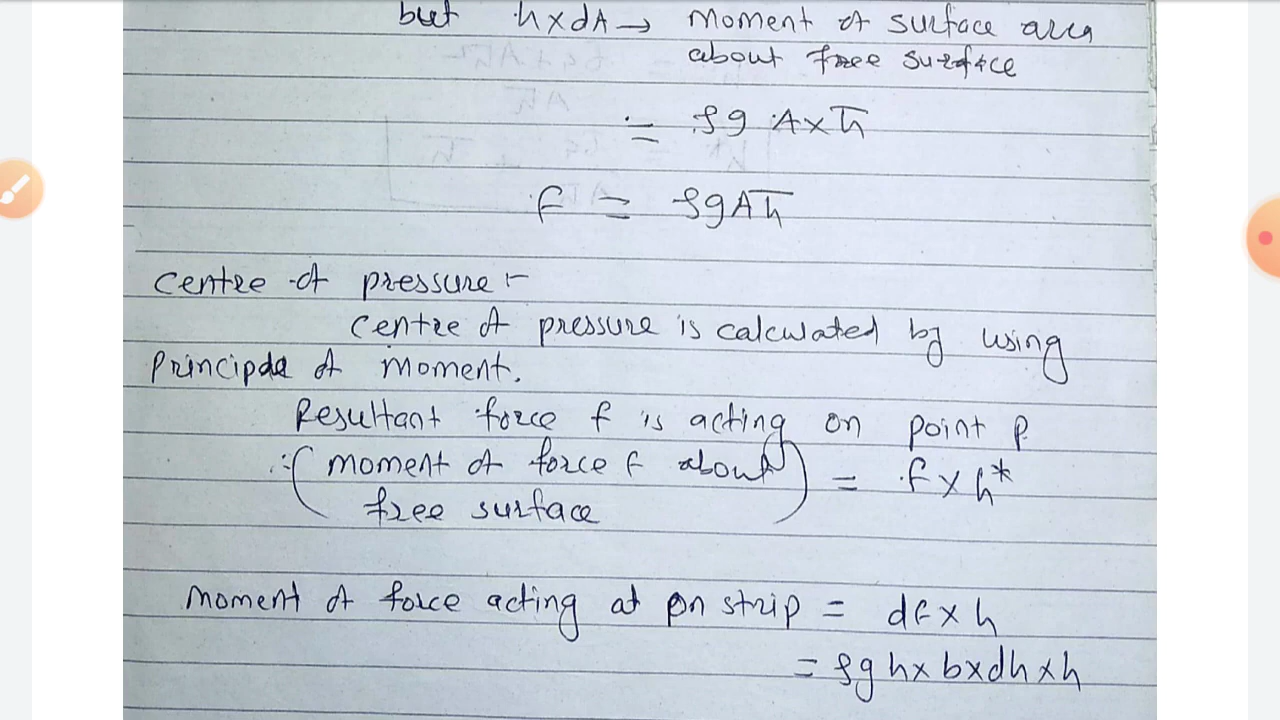 but h×dA → moment of surface area
about free surface
= ρg A×h̄
F = ρgAh̄
Centre of pressure :-
Centre of pressure is calculated by using
Principle of moment.
Resultant force F is acting on point P
∴ (moment of force F about free surface) = F×h*
moment of force acting at on strip = dF×h
= ρgh×b×dh×h